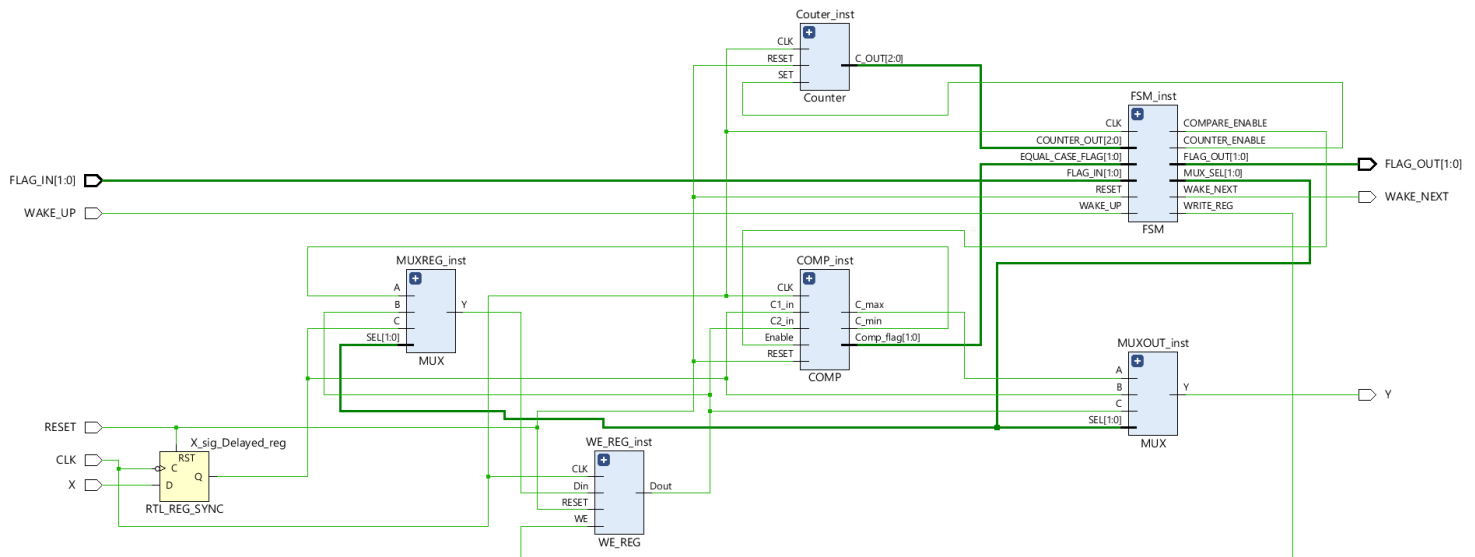 Couter_inst
CLK
RESET
SET
C_OUT[2:0]
Counter
FSM_inst
CLK
COUNTER_OUT[2:0]
EQUAL_CASE_FLAG[1:0]
FLAG_IN[1:0]
RESET
WAKE_UP
COMPARE_ENABLE
COUNTER_ENABLE
FLAG_OUT[1:0]
MUX_SEL[1:0]
WAKE_NEXT
WRITE_REG
FSM
FLAG_OUT[1:0]
WAKE_NEXT
FLAG_IN[1:0]
WAKE_UP
MUXREG_inst
A
B
C
SEL[1:0]
Y
MUX
COMP_inst
CLK
C1_in
C2_in
Enable
RESET
C_max
C_min
Comp_flag[1:0]
COMP
MUXOUT_inst
A
B
C
SEL[1:0]
Y
MUX
Y
RESET
CLK
X
X_sig_Delayed_reg
RST
C
D
Q
RTL_REG_SYNC
WE_REG_inst
CLK
Din
RESET
WE
Dout
WE_REG